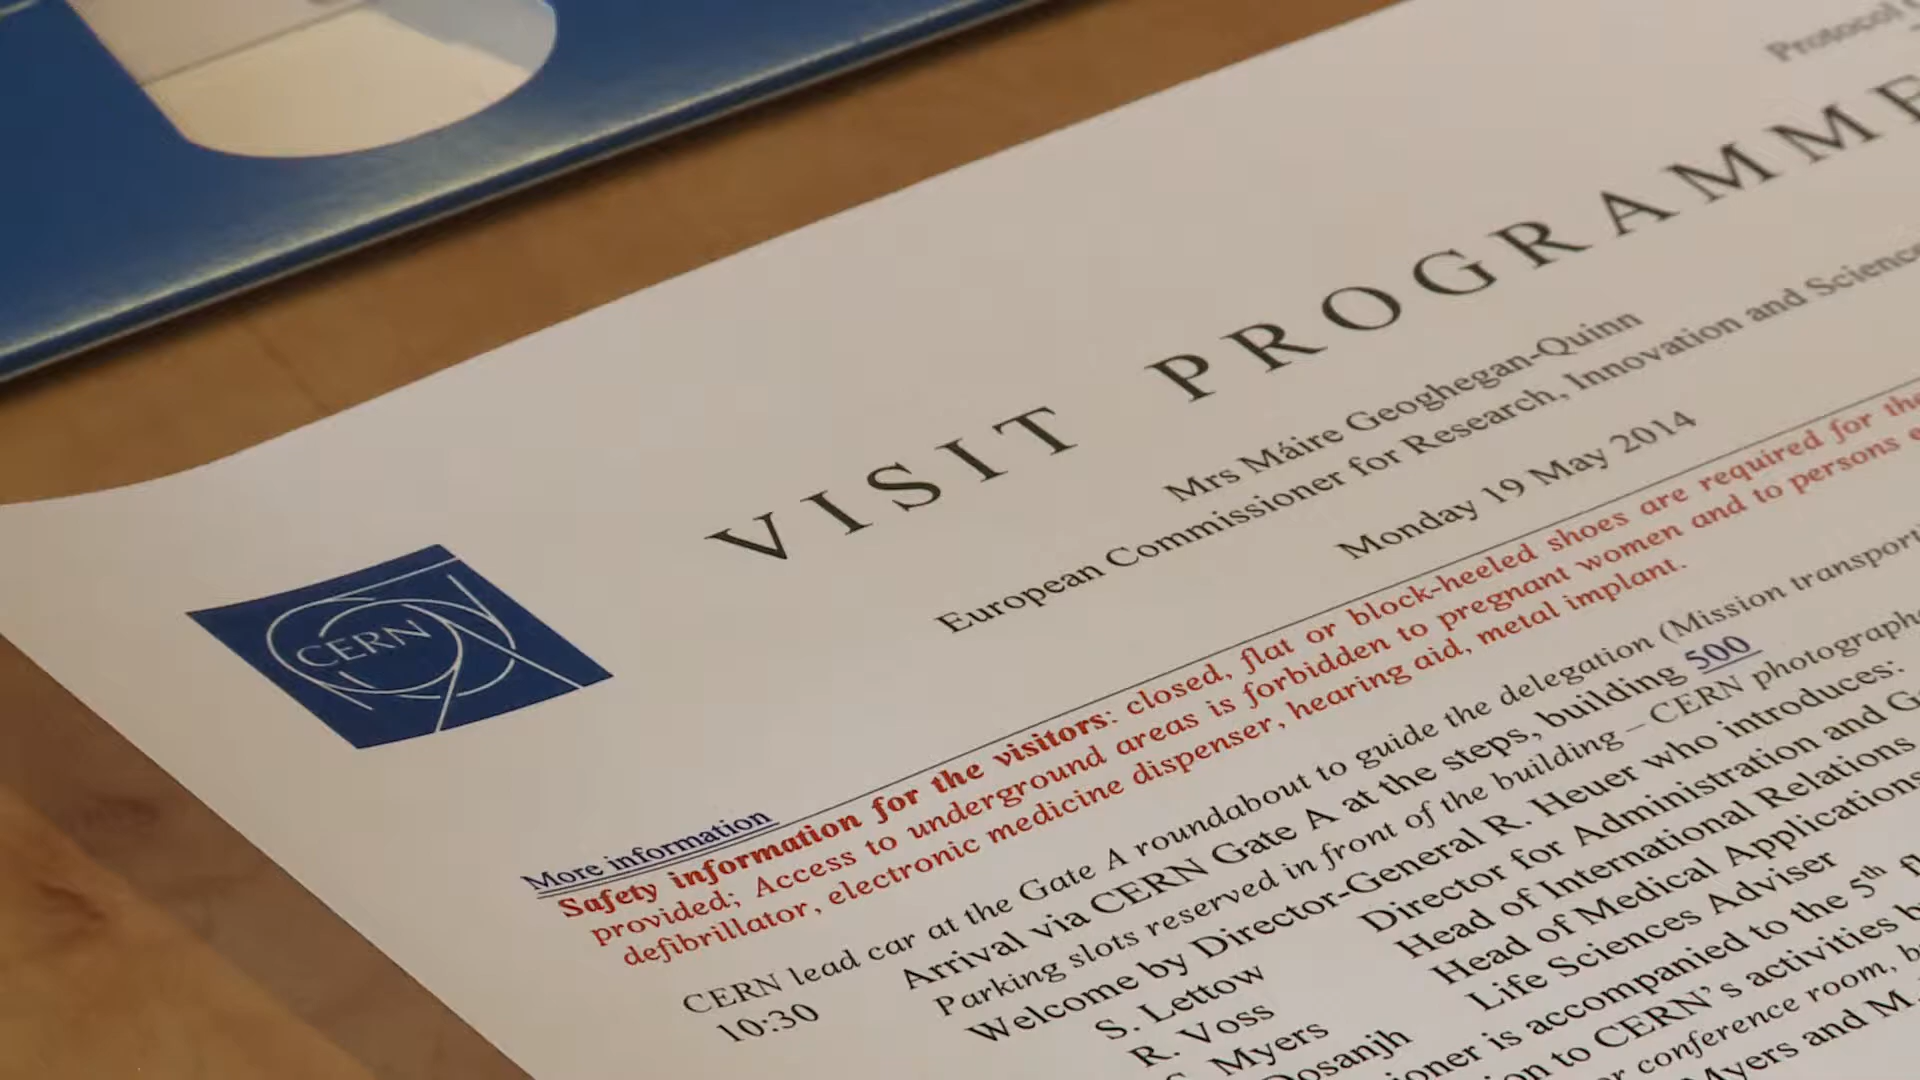 Protocol
VISIT PROGRAMME
Mrs Máire Geoghegan-Quinn
European Commissioner for Research, Innovation and Science
Monday 19 May 2014
CERN
More information
Safety information for the visitors: closed, flat or block-heeled shoes are required for the
provided; Access to underground areas is forbidden to pregnant women and to persons
defibrillator, electronic medicine dispenser, hearing aid, metal implant.
CERN lead car at the Gate A roundabout to guide the delegation (Mission transport
10:30 Arrival via CERN Gate A at the steps, building 500
Parking slots reserved in front of the building – CERN photograph
Welcome by Director-General R. Heuer who introduces:
S. Lettow Director for Administration and G
R. Voss Head of International Relations
S. Myers Head of Medical Applications
Dosanjh Life Sciences Adviser
ioner is accompanied to the 5th fl
on to CERN's activities b
r conference room, b
Myers and M.